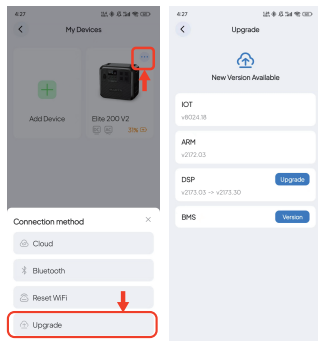 4:27
My Devices
Add Device
Elite 200 V2
31%
Connection method
Cloud
Bluetooth
Reset WiFi
Upgrade
4:27
Upgrade
New Version Available
IOT
v8024.18
ARM
v2172.03
DSP
v2173.03 -> v2173.30
Upgrade
BMS
Version